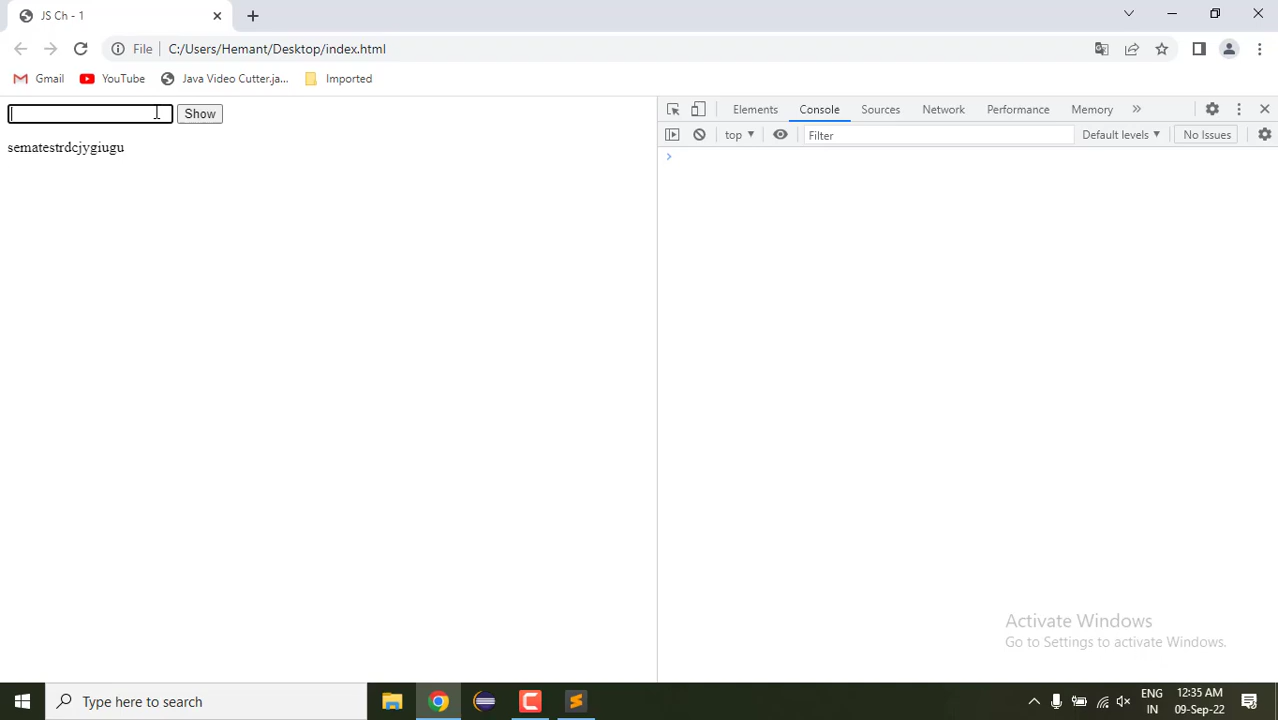 JS Ch - 1
File
C:/Users/Hemant/Desktop/index.html
Gmail
YouTube
Java Video Cutter.ja...
Imported
Show
sematestrdcjygiugu
Elements
Console
Sources
Network
Performance
Memory
top
Filter
Default levels
No Issues
Activate Windows
Go to Settings to activate Windows.
Type here to search
ENG
IN
12:35 AM
09-Sep-22